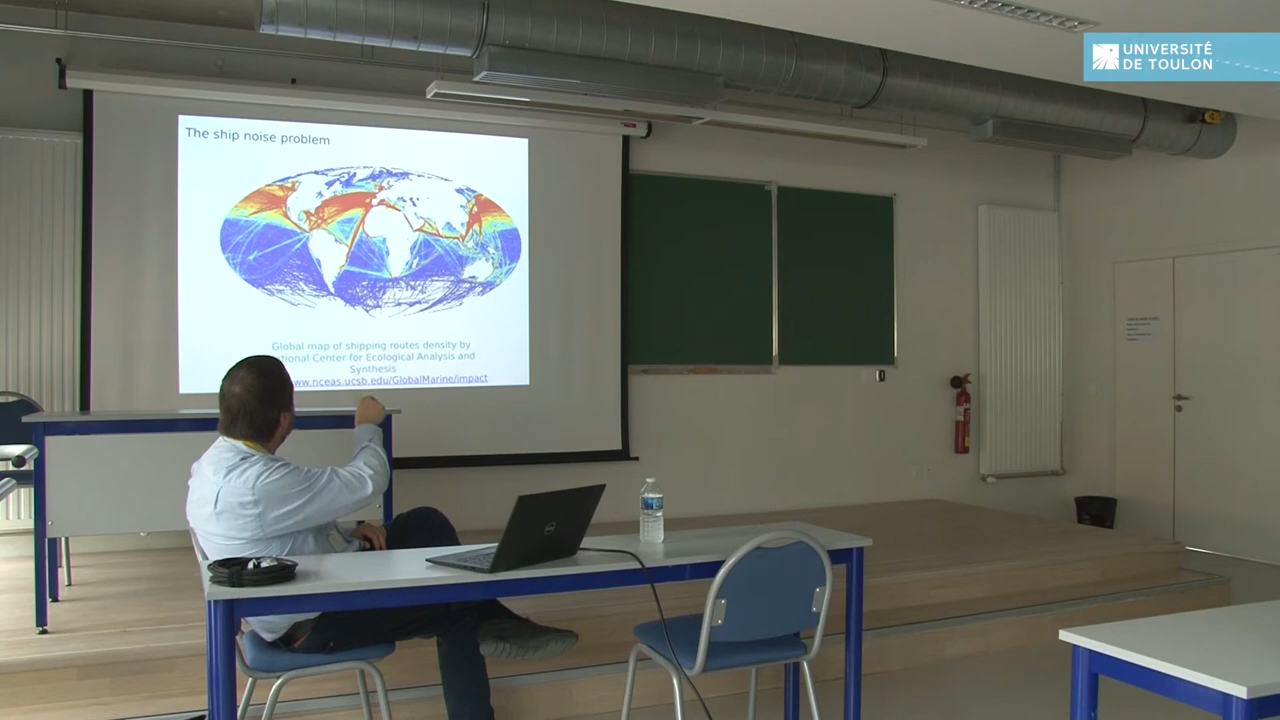 UNIVERSITÉ
DE TOULON
The ship noise problem
Global map of shipping routes density by
Center for Ecological Analysis and
Synthesis
www.nceas.ucsb.edu/GlobalMarine/impact
DELL